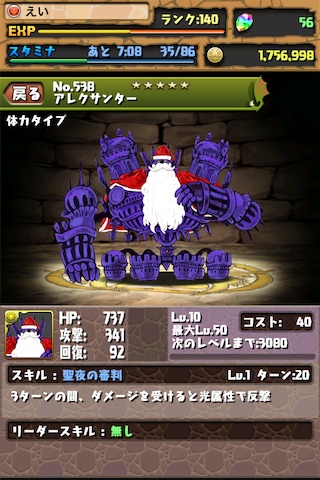 えい
ランク:140
56
EXP
スタミナ
あと 7:08 35/86
1,756,998
戻る
No.538
★★★★★
アレクサンター
体力タイプ
HP: 737
攻撃: 341
回復: 92
Lv.10
最大Lv.50
コスト: 40
次のレベルまで:3080
スキル:聖夜の審判
Lv.1 ターン:20
3ターンの間、ダメージを受けると光属性で反撃
リーダースキル:無し